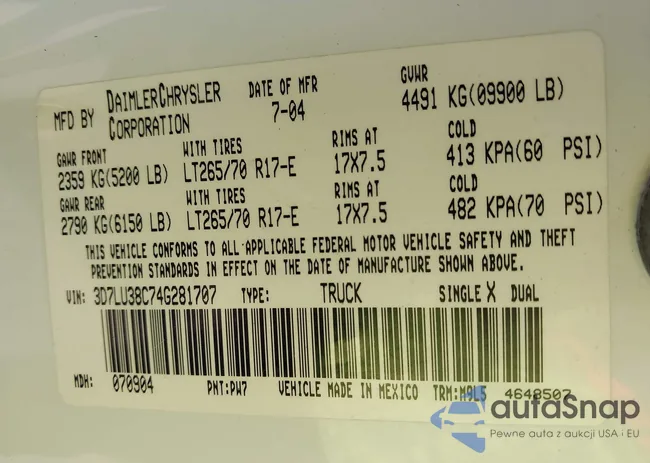 MFD BY DAIMLERCHRYSLER CORPORATION DATE OF MFR 7-04 GVWR 4491 KG(09900 LB)
GAWR FRONT WITH TIRES RIMS AT COLD
2359 KG(5200 LB) LT265/70 R17-E 17X7.5 413 KPA(60 PSI)
GAWR REAR WITH TIRES RIMS AT COLD
2790 KG(6150 LB) LT265/70 R17-E 17X7.5 482 KPA(70 PSI)
THIS VEHICLE CONFORMS TO ALL APPLICABLE FEDERAL MOTOR VEHICLE SAFETY AND THEFT
PREVENTION STANDARDS IN EFFECT ON THE DATE OF MANUFACTURE SHOWN ABOVE.
VIN: 3D7LU38C74G281707 TYPE: TRUCK SINGLE X DUAL
MDH: 070904 PNT: PW7 VEHICLE MADE IN MEXICO TRM: M9L5 4648507
autaSnap
Pewne auta z aukcji USA i EU